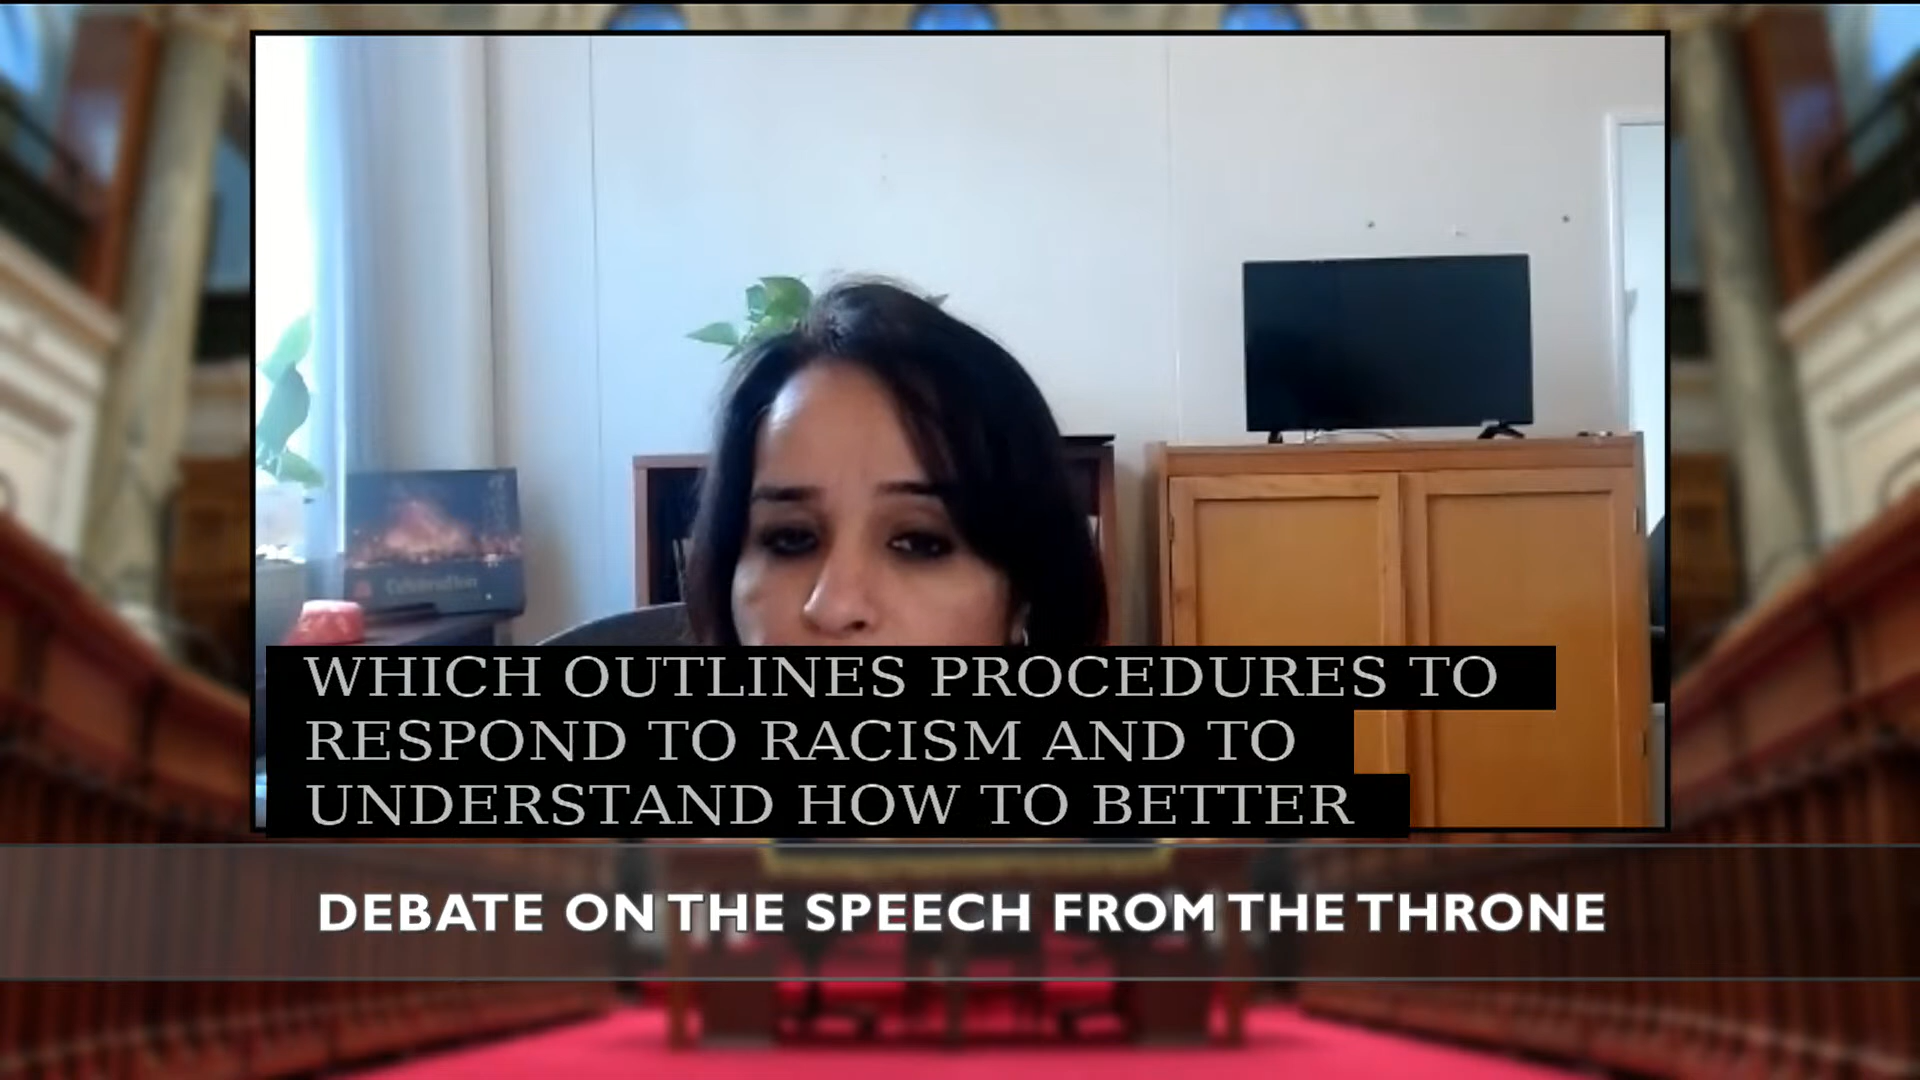 WHICH OUTLINES PROCEDURES TO
RESPOND TO RACISM AND TO
UNDERSTAND HOW TO BETTER
DEBATE ON THE SPEECH FROM THE THRONE